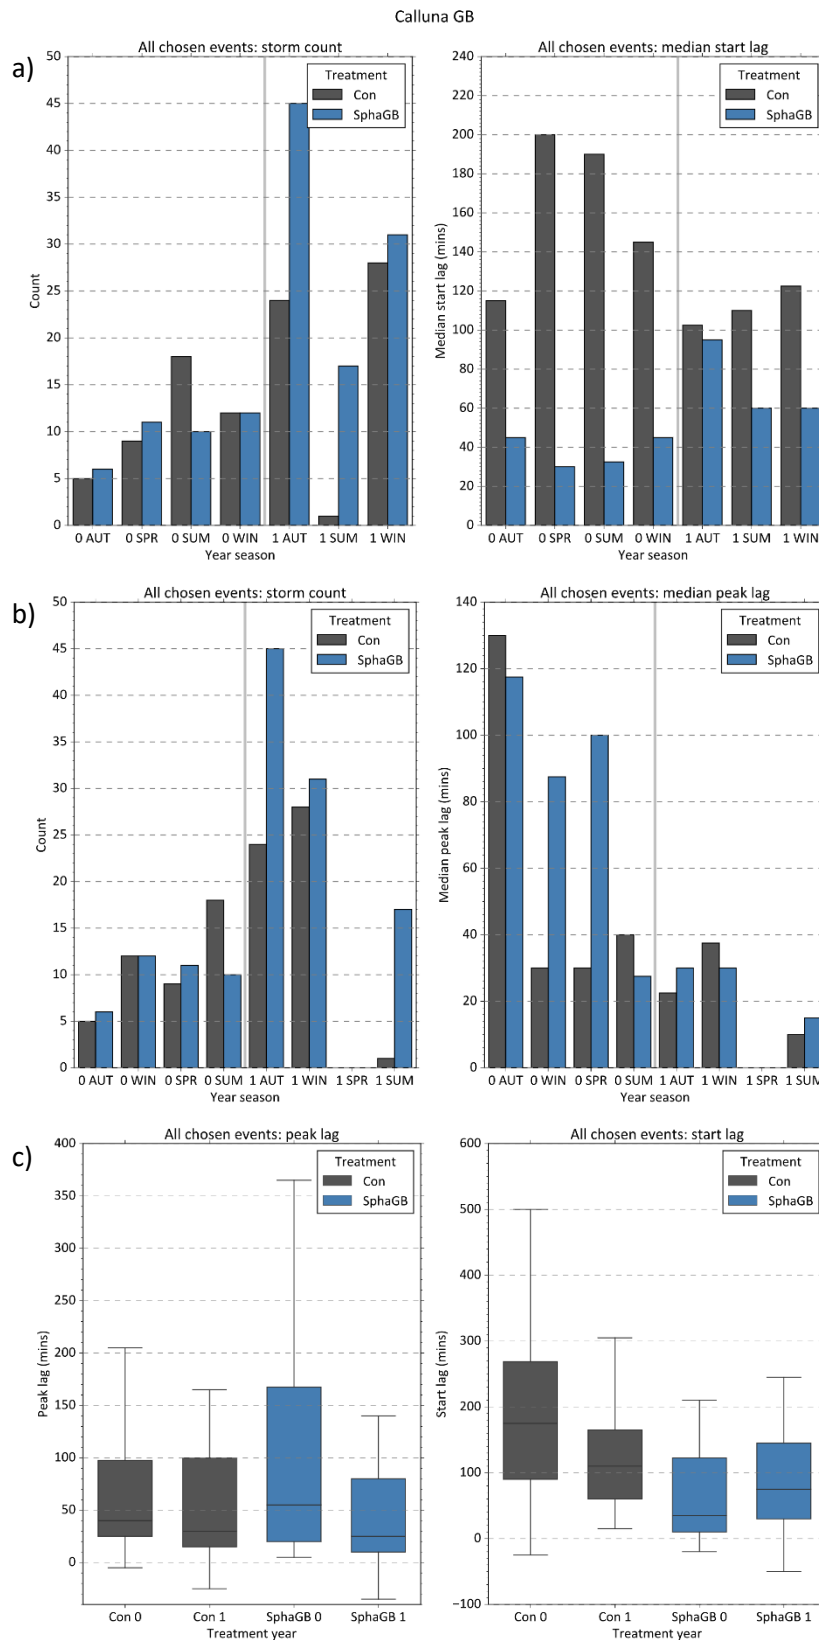 Calluna GB
a)
All chosen events: storm count
50
45
40
35
30
25
20
15
10
5
0
Count
Treatment
Con
SphaGB
0 AUT 0 SPR 0 SUM 0 WIN 1 AUT 1 SUM 1 WIN
Year season
All chosen events: median start lag
240
220
200
180
160
140
120
100
80
60
40
20
0
Median start lag (mins)
Treatment
Con
SphaGB
0 AUT 0 SPR 0 SUM 0 WIN 1 AUT 1 SUM 1 WIN
Year season
b)
All chosen events: storm count
50
45
40
35
30
25
20
15
10
5
0
Count
Treatment
Con
SphaGB
0 AUT 0 WIN 0 SPR 0 SUM 1 AUT 1 WIN 1 SPR 1 SUM
Year season
All chosen events: median peak lag
140
120
100
80
60
40
20
0
Median peak lag (mins)
Treatment
Con
SphaGB
0 AUT 0 WIN 0 SPR 0 SUM 1 AUT 1 WIN 1 SPR 1 SUM
Year season
c)
All chosen events: peak lag
400
350
300
250
200
150
100
50
0
Peak lag (mins)
Treatment
Con
SphaGB
Con 0 Con 1 SphaGB 0 SphaGB 1
Treatment year
All chosen events: start lag
600
500
400
300
200
100
0
−100
Start lag (mins)
Treatment
Con
SphaGB
Con 0 Con 1 SphaGB 0 SphaGB 1
Treatment year